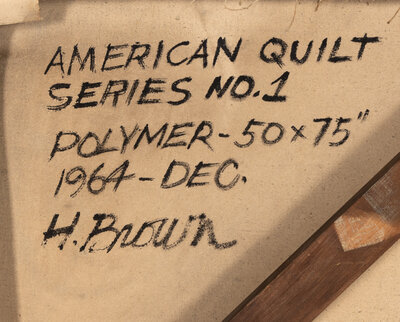 AMERICAN QUILT
SERIES NO.1
POLYMER - 50 x 75"
1964 - DEC.
H. Brown